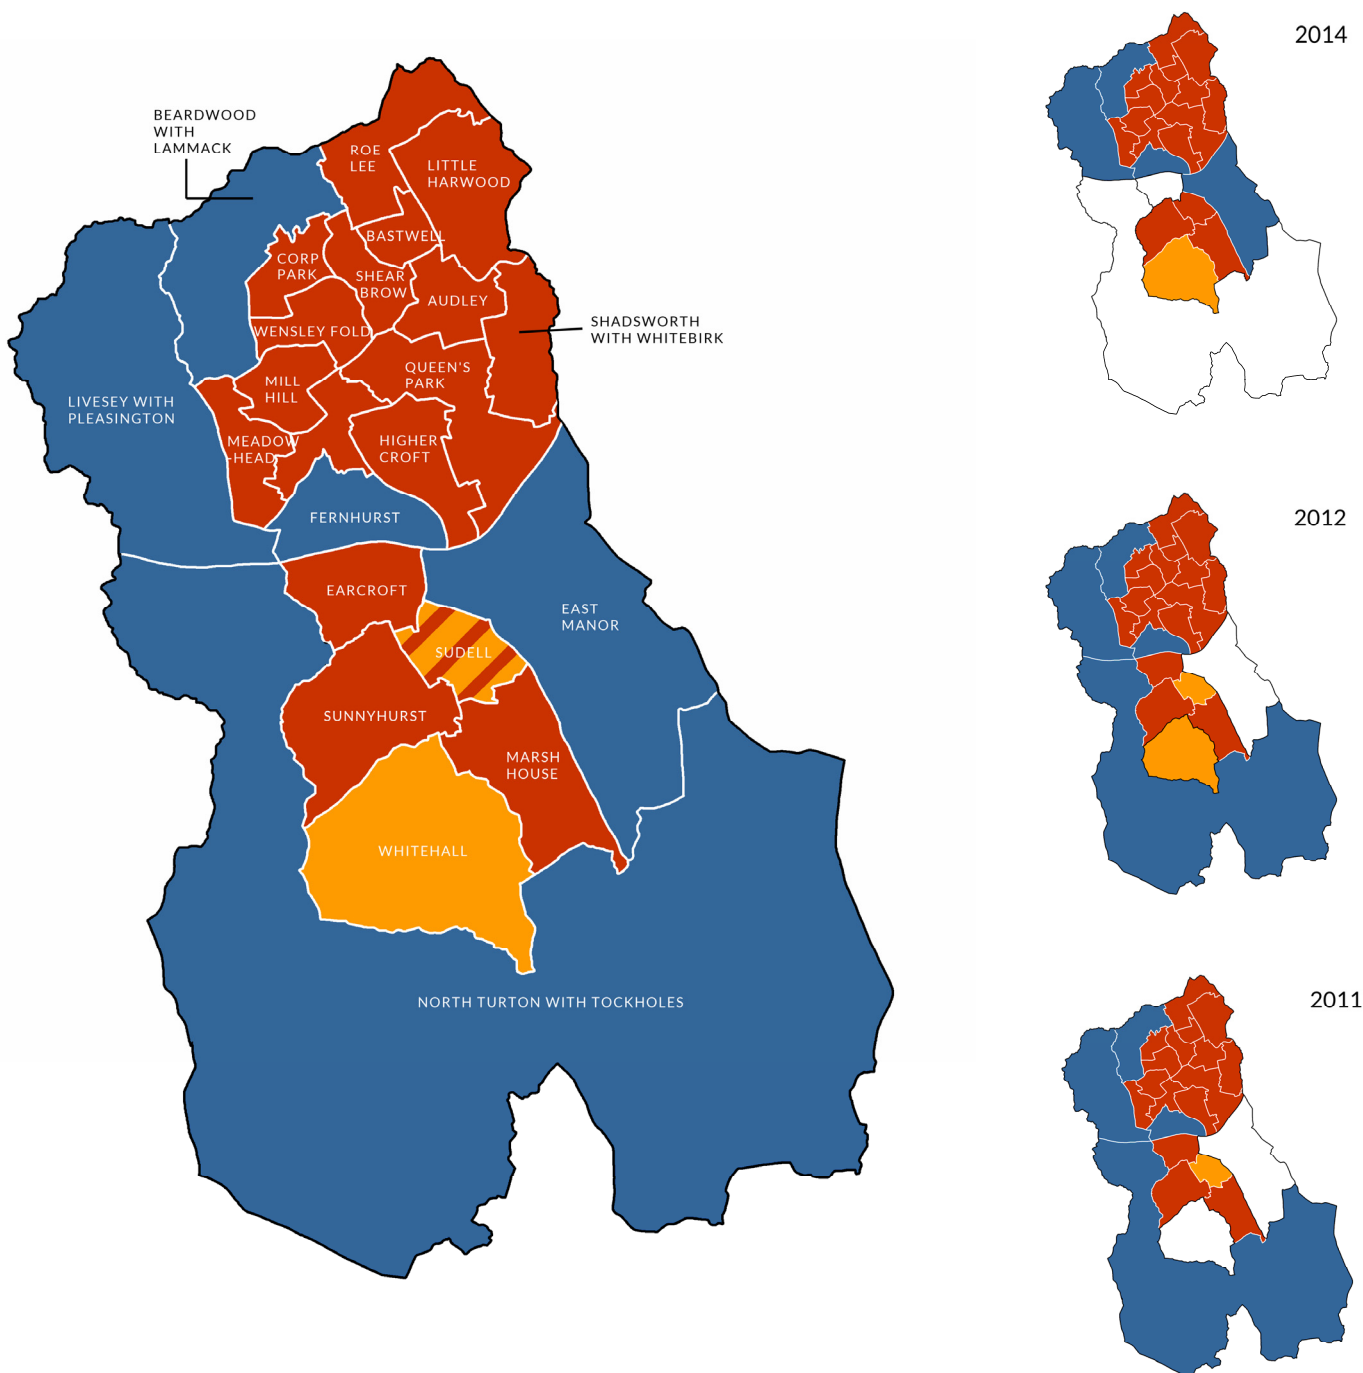 BEARDWOOD
WITH
LAMMACK
ROE
LEE
LITTLE
HARWOOD
BASTWELL
CORP
PARK
SHEAR
BROW
AUDLEY
WENSLEY FOLD
SHADSWORTH
WITH WHITEBIRK
QUEEN'S
PARK
MILL
HILL
LIVESEY WITH
PLEASINGTON
MEADOW
-HEAD
HIGHER
CROFT
FERNHURST
EARCROFT
EAST
MANOR
SUDELL
SUNNYHURST
MARSH
HOUSE
WHITEHALL
NORTH TURTON WITH TOCKHOLES
2014
2012
2011